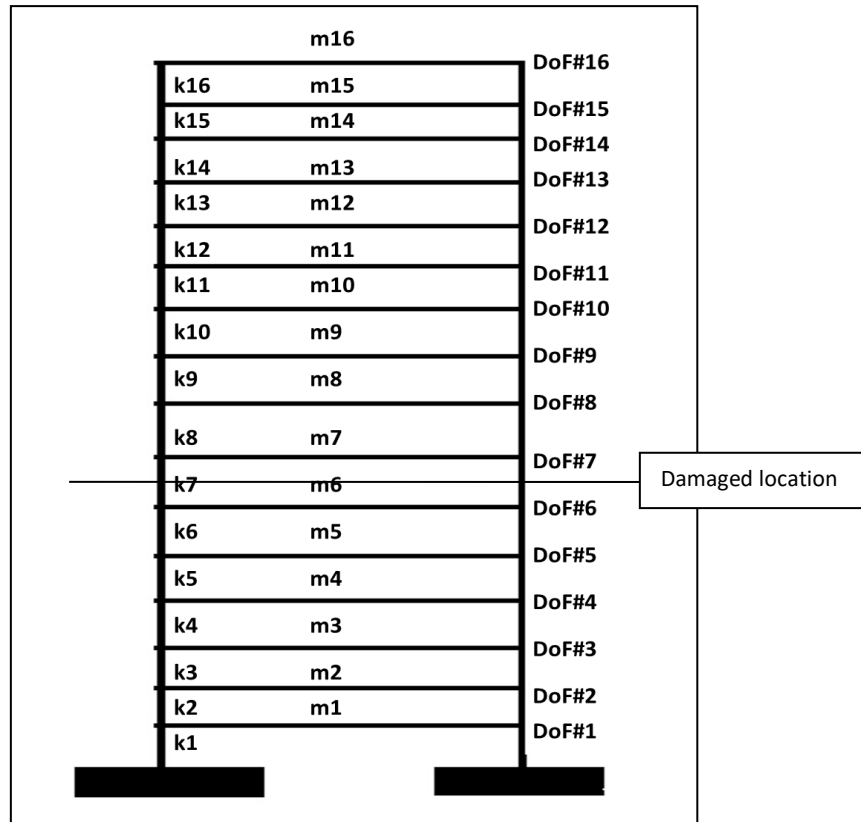 m16
DoF#16
k16 m15
DoF#15
k15 m14
DoF#14
k14 m13
DoF#13
k13 m12
DoF#12
k12 m11
DoF#11
k11 m10
DoF#10
k10 m9
DoF#9
k9 m8
DoF#8
k8 m7
DoF#7
Damaged location
k7 m6
DoF#6
k6 m5
DoF#5
k5 m4
DoF#4
k4 m3
DoF#3
k3 m2
DoF#2
k2 m1
DoF#1
k1